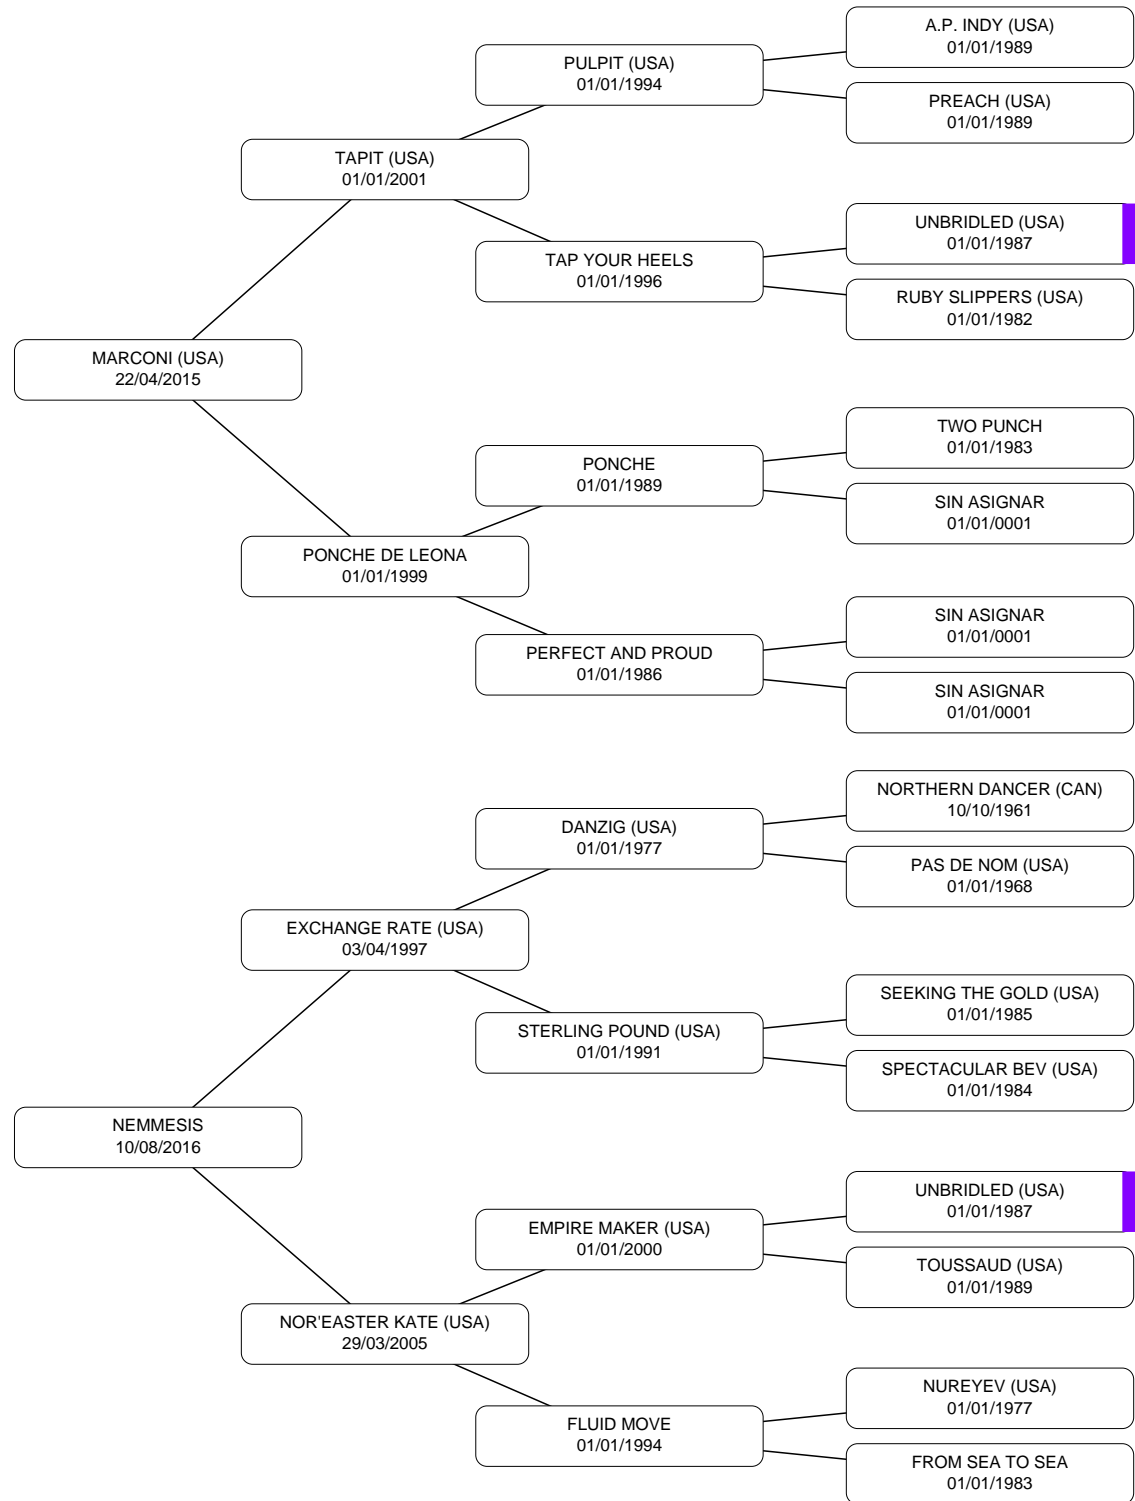 A.P. INDY (USA)
01/01/1989
PULPIT (USA)
01/01/1994
PREACH (USA)
01/01/1989
TAPIT (USA)
01/01/2001
UNBRIDLED (USA)
01/01/1987
TAP YOUR HEELS
01/01/1996
RUBY SLIPPERS (USA)
01/01/1982
MARCONI (USA)
22/04/2015
TWO PUNCH
01/01/1983
PONCHE
01/01/1989
SIN ASIGNAR
01/01/0001
PONCHE DE LEONA
01/01/1999
SIN ASIGNAR
01/01/0001
PERFECT AND PROUD
01/01/1986
SIN ASIGNAR
01/01/0001
NORTHERN DANCER (CAN)
10/10/1961
DANZIG (USA)
01/01/1977
PAS DE NOM (USA)
01/01/1968
EXCHANGE RATE (USA)
03/04/1997
SEEKING THE GOLD (USA)
01/01/1985
STERLING POUND (USA)
01/01/1991
SPECTACULAR BEV (USA)
01/01/1984
NEMMESIS
10/08/2016
UNBRIDLED (USA)
01/01/1987
EMPIRE MAKER (USA)
01/01/2000
TOUSSAUD (USA)
01/01/1989
NOR'EASTER KATE (USA)
29/03/2005
NUREYEV (USA)
01/01/1977
FLUID MOVE
01/01/1994
FROM SEA TO SEA
01/01/1983